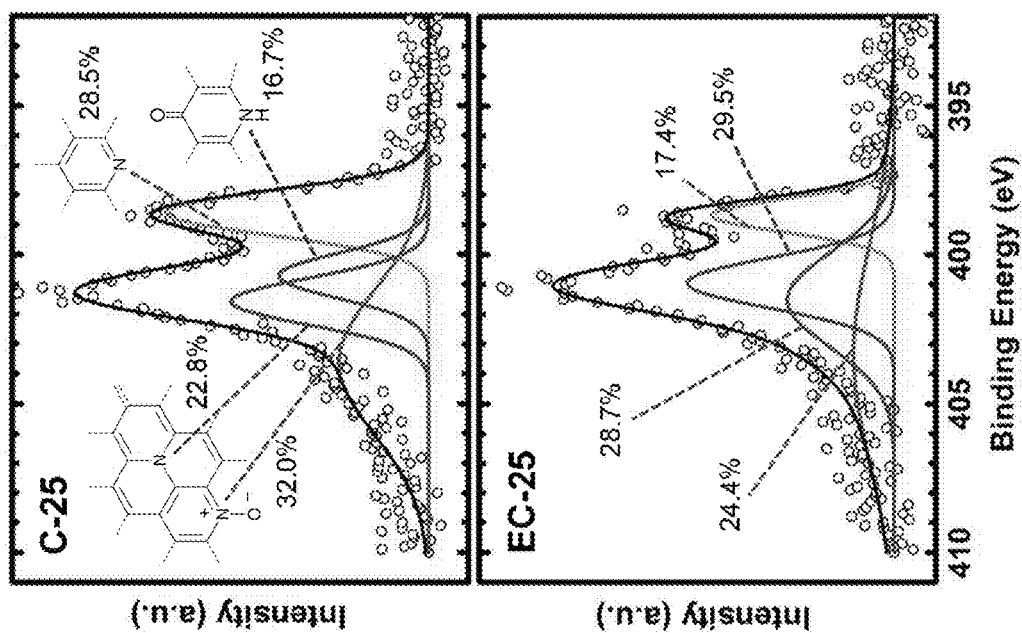 C-25
28.5%
16.7%
22.8%
32.0%
N
N
H
O
N
N
+
O
−
Intensity (a.u.)
EC-25
17.4%
29.5%
28.7%
24.4%
Intensity (a.u.)
410
405
400
395
Binding Energy (eV)